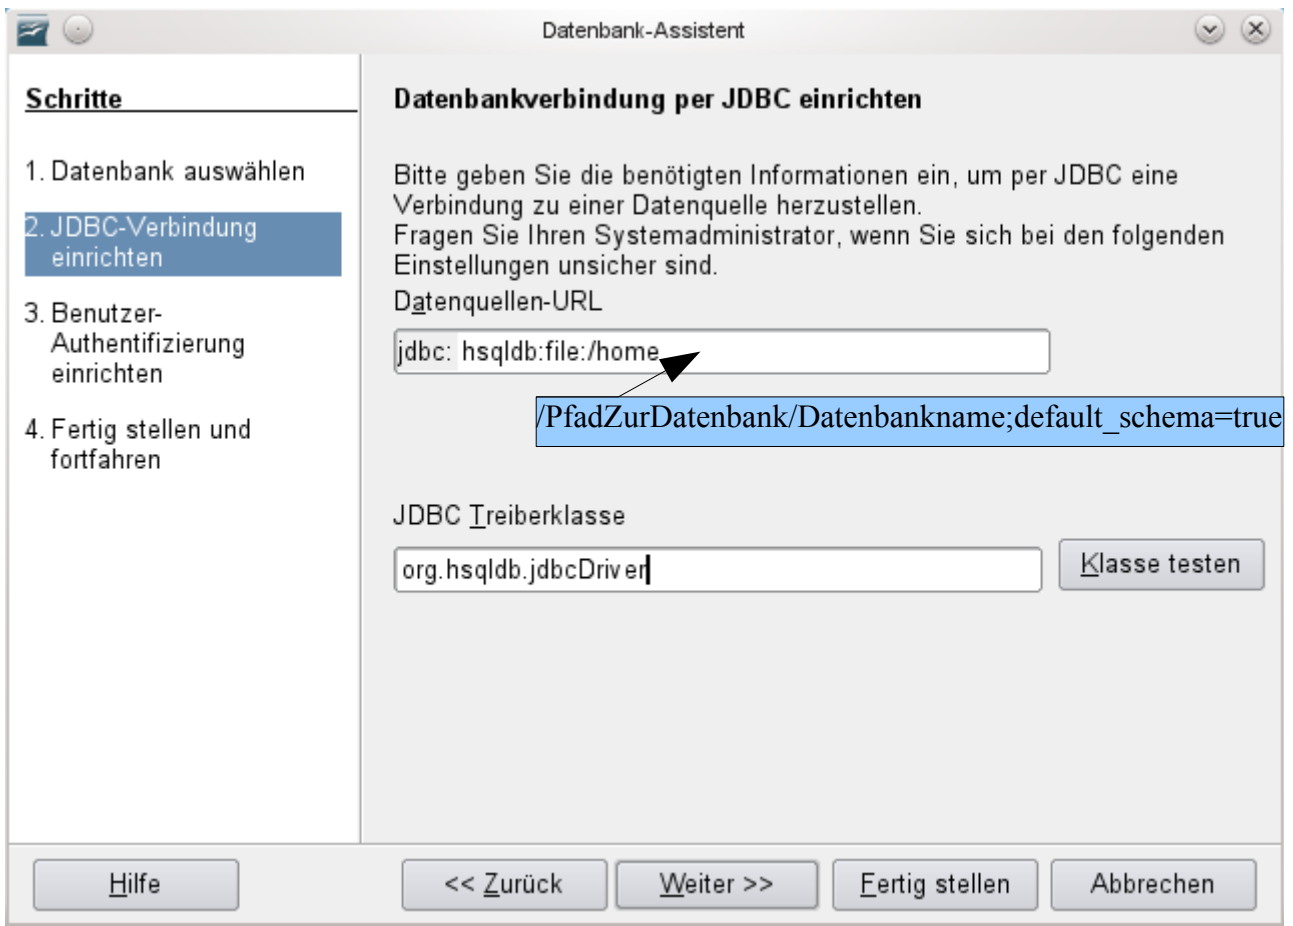 Datenbank-Assistent
Schritte
1. Datenbank auswählen
2. JDBC-Verbindung
einrichten
3. Benutzer-
Authentifizierung
einrichten
4. Fertig stellen und
fortfahren
Datenbankverbindung per JDBC einrichten
Bitte geben Sie die benötigten Informationen ein, um per JDBC eine
Verbindung zu einer Datenquelle herzustellen.
Fragen Sie Ihren Systemadministrator, wenn Sie sich bei den folgenden
Einstellungen unsicher sind.
Datenquellen-URL
jdbc: hsqldb:file:/home
/PfadZurDatenbank/Datenbankname;default_schema=true
JDBC Treiberklasse
org.hsqldb.jdbcDriver
Klasse testen
Hilfe
<< Zurück
Weiter >>
Fertig stellen
Abbrechen